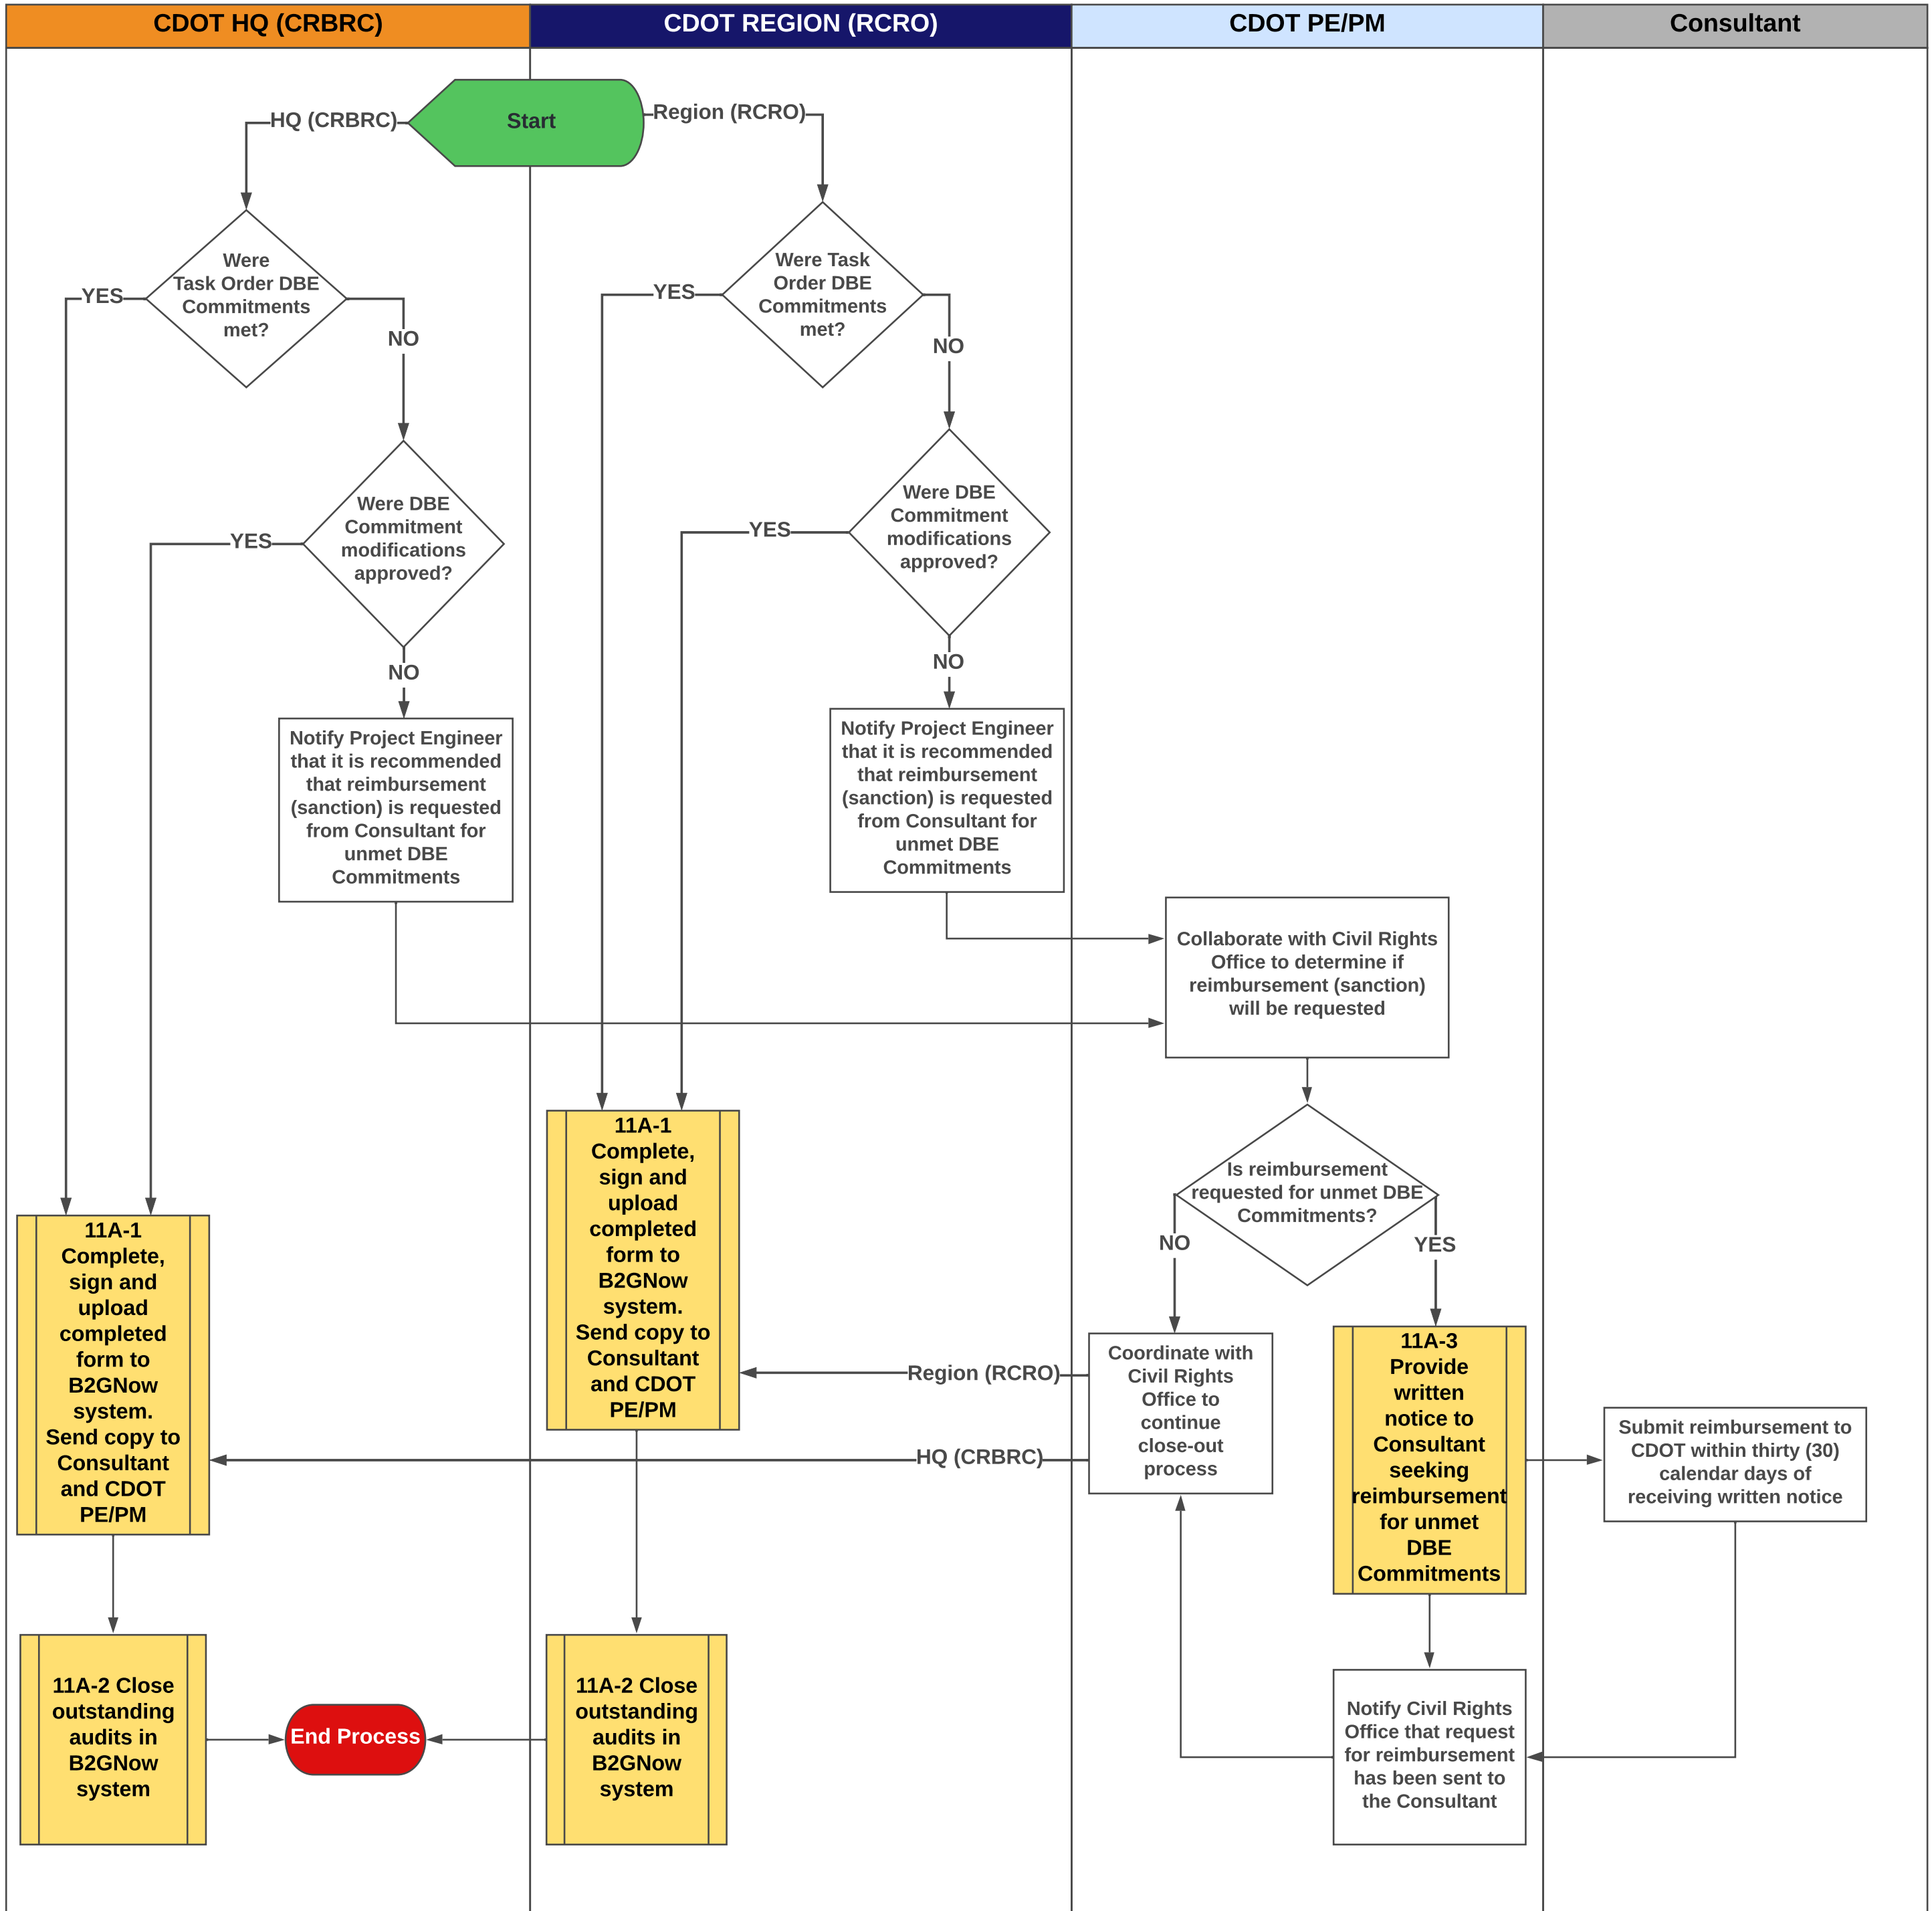 CDOT HQ (CRBRC)
CDOT REGION (RCRO)
CDOT PE/PM
Consultant
Start
HQ (CRBRC)
Region (RCRO)
Were
Task Order DBE
Commitments
met?
YES
NO
Were Task
Order DBE
Commitments
met?
YES
NO
Were DBE
Commitment
modifications
approved?
YES
NO
Were DBE
Commitment
modifications
approved?
YES
NO
Notify Project Engineer
that it is recommended
that reimbursement
(sanction) is requested
from Consultant for
unmet DBE
Commitments
Notify Project Engineer
that it is recommended
that reimbursement
(sanction) is requested
from Consultant for
unmet DBE
Commitments
Collaborate with Civil Rights
Office to determine if
reimbursement (sanction)
will be requested
Is reimbursement
requested for unmet DBE
Commitments?
NO
YES
11A-1
Complete,
sign and
upload
completed
form to
B2GNow
system.
Send copy to
Consultant
and CDOT
PE/PM
11A-1
Complete,
sign and
upload
completed
form to
B2GNow
system.
Send copy to
Consultant
and CDOT
PE/PM
Region (RCRO)
HQ (CRBRC)
Coordinate with
Civil Rights
Office to
continue
close-out
process
11A-3
Provide
written
notice to
Consultant
seeking
reimbursement
for unmet
DBE
Commitments
Submit reimbursement to
CDOT within thirty (30)
calendar days of
receiving written notice
11A-2 Close
outstanding
audits in
B2GNow
system
End Process
11A-2 Close
outstanding
audits in
B2GNow
system
Notify Civil Rights
Office that request
for reimbursement
has been sent to
the Consultant